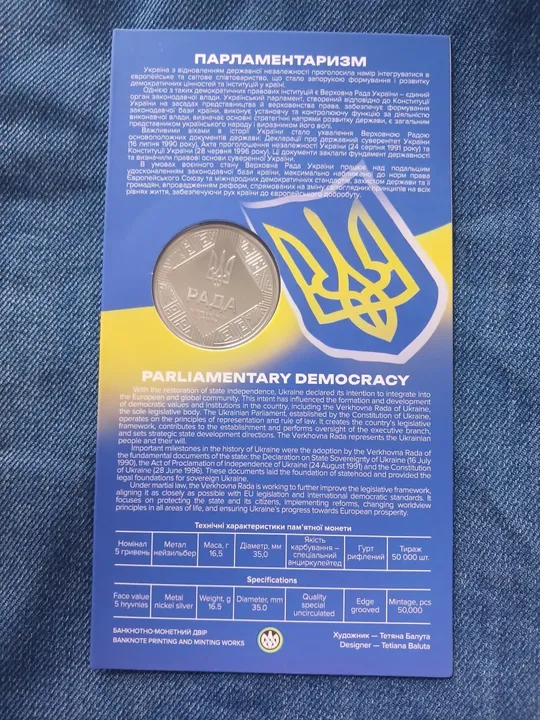 ПАРЛАМЕНТАРИЗМ
Україна з відновленням державної незалежності проголосила намір інтегруватися в
європейське та світове співтовариство, що стало запорукою формування і розвитку
демократичних цінностей та інституцій у країні.
Однією з таких демократичних правових інституцій є Верховна Рада України – єдиний
орган законодавчої влади. Український парламент, створений відповідно до Конституції
України на засадах представництва й верховенства права, забезпечує формування
законодавчої бази країни, виконує установчу та контролюючу функцію за діяльністю
виконавчої влади, визначає основні стратегічні напрями розвитку держави, є загальним
представником українського народу і виразником його волі.
Важливими віхами в історії України стало ухвалення Верховною Радою
основоположних документів держави: Декларації про державний суверенітет України
(16 липня 1990 року), Акта проголошення незалежності України (24 серпня 1991 року) та
Конституції України (28 червня 1996 року). Ці документи заклали фундамент державності
та визначили правові основи суверенної України.
В умовах воєнного стану Верховна Рада України працює над подальшим
удосконаленням законодавчої бази країни, максимально наближено до норм права
Європейського Союзу та міжнародних демократичних стандартів, захистом держави та її
громадян, впровадженням реформ, спрямованих на зміну світоглядних принципів на всіх
рівнях життя, забезпечуючи рух країни до європейського добробуту.
РАДА
PARLIAMENTARY DEMOCRACY
With the restoration of state independence, Ukraine declared its intention to integrate into
the European and global community. This intent has influenced the formation and development
of democratic values and institutions in the country, including the Verkhovna Rada of Ukraine,
the sole legislative body. The Ukrainian Parliament, established by the Constitution of Ukraine,
operates on the principles of representation and rule of law. It creates the country's legislative
framework, contributes to the establishment and performs oversight of the executive branch,
and sets strategic state development directions. The Verkhovna Rada represents the Ukrainian
people and their will.
Important milestones in the history of Ukraine were the adoption by the Verkhovna Rada of
the fundamental documents of the state: the Declaration on State Sovereignty of Ukraine (16 July
1990), the Act of Proclamation of Independence of Ukraine (24 August 1991) and the Constitution
of Ukraine (28 June 1996). These documents laid the foundation of statehood and provided the
legal foundations for sovereign Ukraine.
Under martial law, the Verkhovna Rada is working to further improve the legislative framework,
aligning it as closely as possible with EU legislation and international democratic standards. It
focuses on protecting the state and its citizens, implementing reforms, changing worldview
principles in all areas of life, and ensuring Ukraine's progress towards European prosperity.
Технічні характеристики пам'ятної монети
Номінал 5 гривень Метал нейзильбер Маса, г 16,5 Діаметр, мм 35,0 Якість карбування – спеціальний анциркулейтед Гурт рифлений Тираж 50 000 шт.
Specifications
Face value 5 hryvnias Metal nickel silver Weight, g 16.5 Diameter, mm 35.0 Quality special uncirculated Edge grooved Mintage, pcs 50,000
БАНКНОТНО-МОНЕТНИЙ ДВІР
BANKNOTE PRINTING AND MINTING WORKS
Художник — Тетяна Балута
Designer — Tetiana Baluta